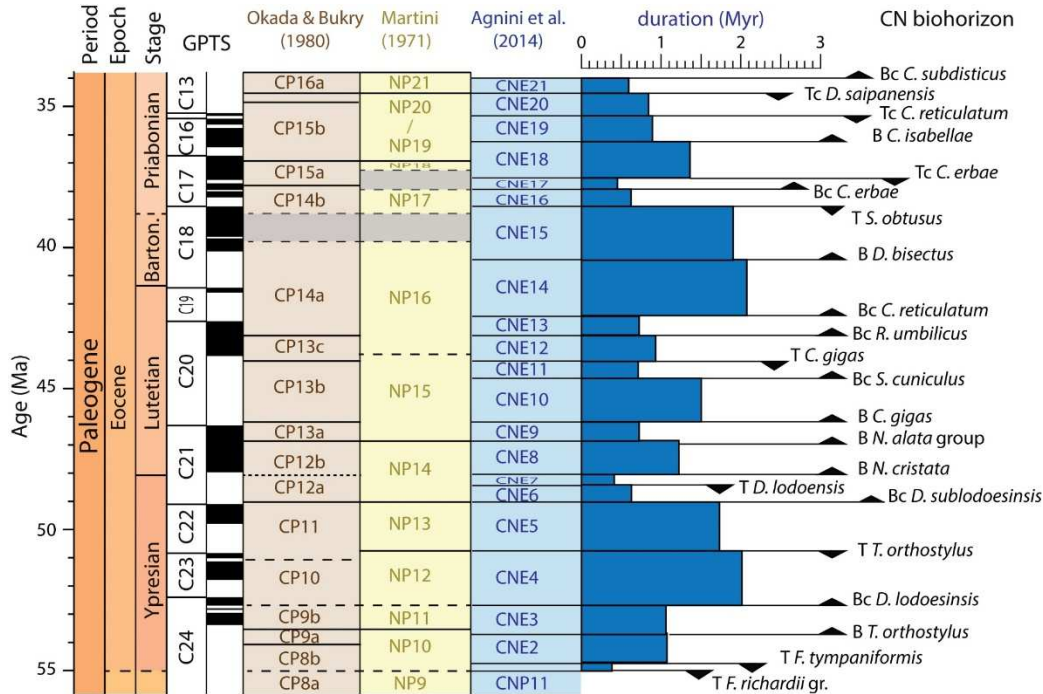 Period
Epoch
Stage
GPTS
Okada & Bukry
(1980)
Martini
(1971)
Agnini et al.
(2014)
duration (Myr)
0 1 2 3
CN biohorizon
Age (Ma)
35
40
45
50
55
Paleogene
Eocene
Priabonian
Barton.
Lutetian
Ypresian
C13
C16
C17
C18
C19
C20
C21
C22
C23
C24
CP16a
CP15b
CP15a
CP14b
CP14a
CP13c
CP13b
CP13a
CP12b
CP12a
CP11
CP10
CP9b
CP9a
CP8b
CP8a
NP21
NP20
/
NP19
NP18
NP17
NP16
NP15
NP14
NP13
NP12
NP11
NP10
NP9
CNE21
CNE20
CNE19
CNE18
CNE17
CNE16
CNE15
CNE14
CNE13
CNE12
CNE11
CNE10
CNE9
CNE8
CNE7
CNE6
CNE5
CNE4
CNE3
CNE2
CNP11
Bc C. subdisticus
Tc D. saipanensis
Tc C. reticulatum
B C. isabellae
Tc C. erbae
Bc C. erbae
T S. obtusus
B D. bisectus
Bc C. reticulatum
Bc R. umbilicus
T C. gigas
Bc S. cuniculus
B C. gigas
B N. alata group
B N. cristata
T D. lodoensis
Bc D. sublodoesinsis
T T. orthostylus
Bc D. lodoesinsis
B T. orthostylus
T F. tympaniformis
T F. richardii gr.